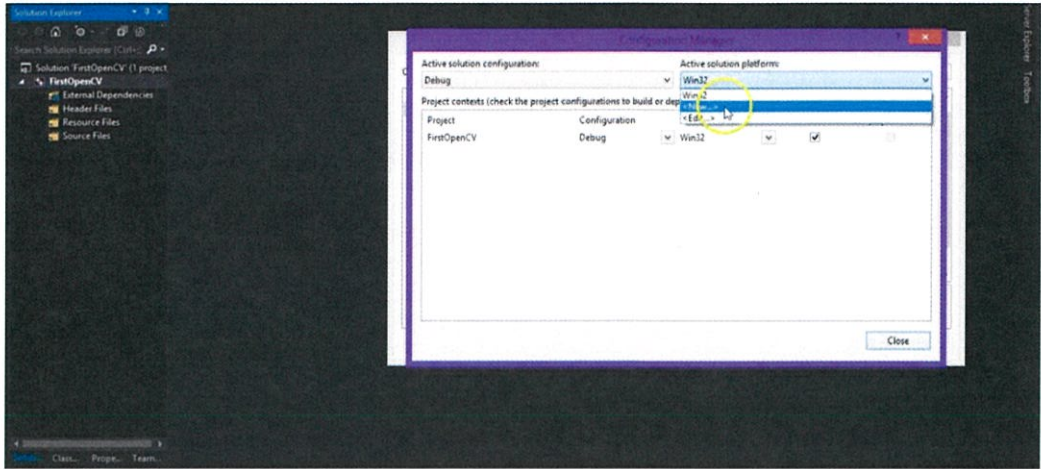 Solution Explorer
Search Solution Explorer (Ctrl+;)
Solution 'FirstOpenCV' (1 project
FirstOpenCV
External Dependencies
Header Files
Resource Files
Source Files
Class... Prope... Team...
Configuration Manager
Active solution configuration:
Active solution platform:
Debug
Win32
Win32
<New...>
<Edit...>
Project contexts (check the project configurations to build or dep
Project
Configuration
FirstOpenCV
Debug
Win32
Close
Server Explorer
Toolbox